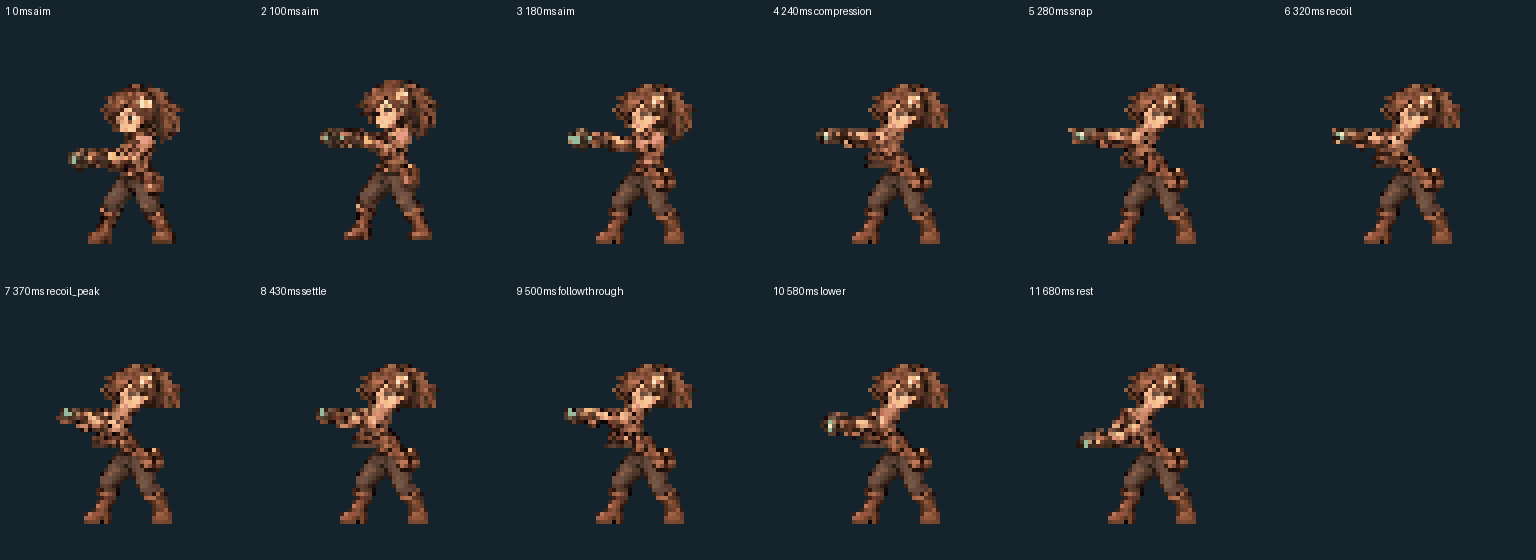 1 0ms aim
2 100ms aim
3 180ms aim
4 240ms compression
5 280ms snap
6 320ms recoil
7 370ms recoil_peak
8 430ms settle
9 500ms followthrough
10 580ms lower
11 680ms rest